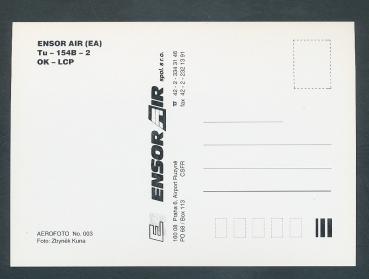 ENSOR AIR (EA)
Tu – 154B – 2
OK – LCP
AEROFOTO No. 003
Foto: Zbyněk Kuna
E ENSOR AIR spol. s r.o.
160 08 Praha 6, Airport Ruzyně
PO 68 - Box 113 CSFR
☎ 42 - 2 - 334 31 46
fax 42 - 2 - 232 13 91